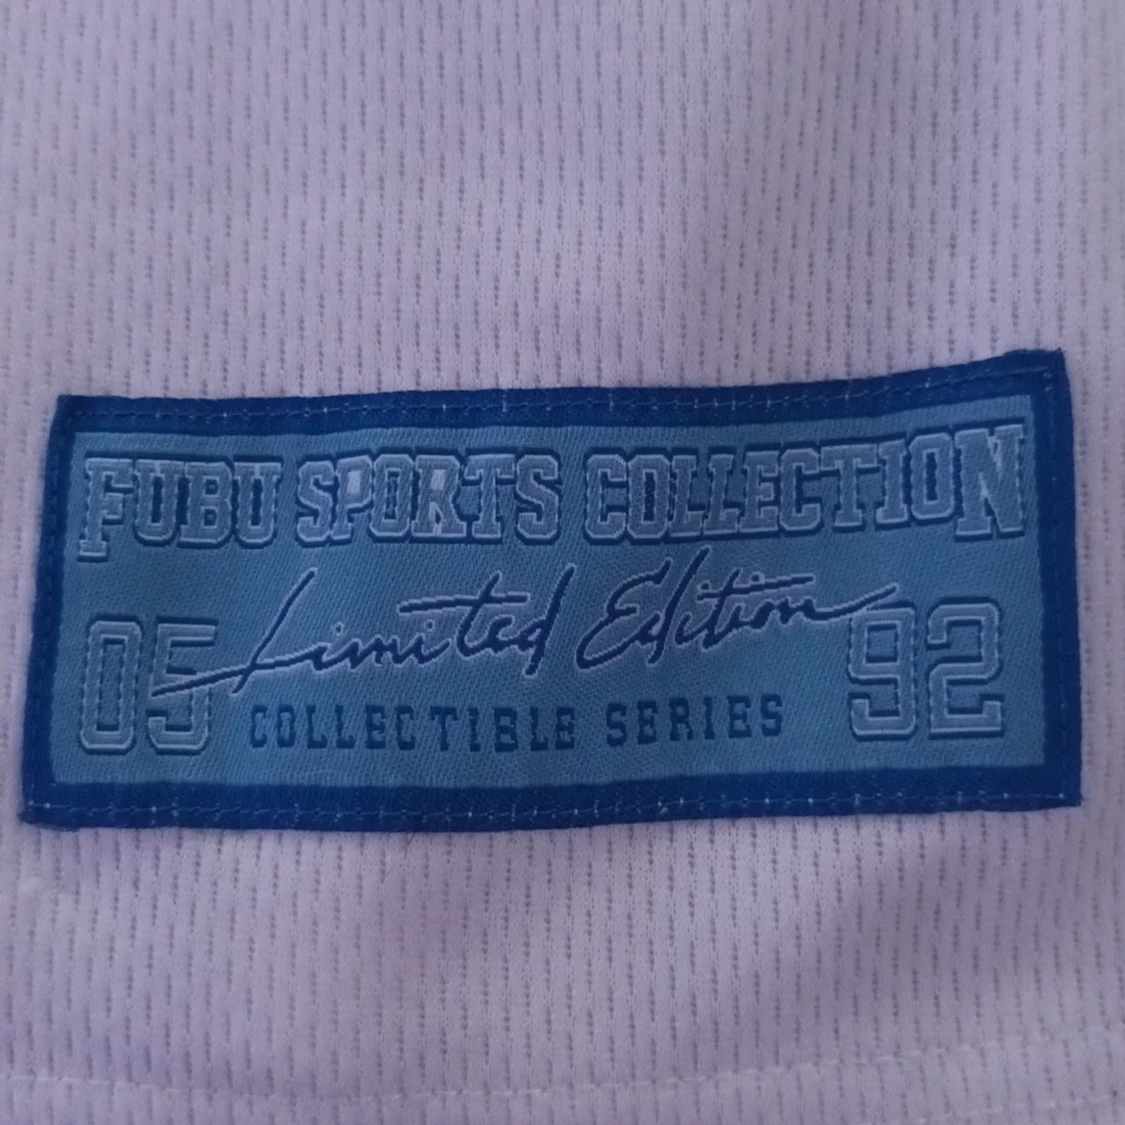 FUBU SPORTS COLLECTION
Limited Edition
05 92
COLLECTIBLE SERIES